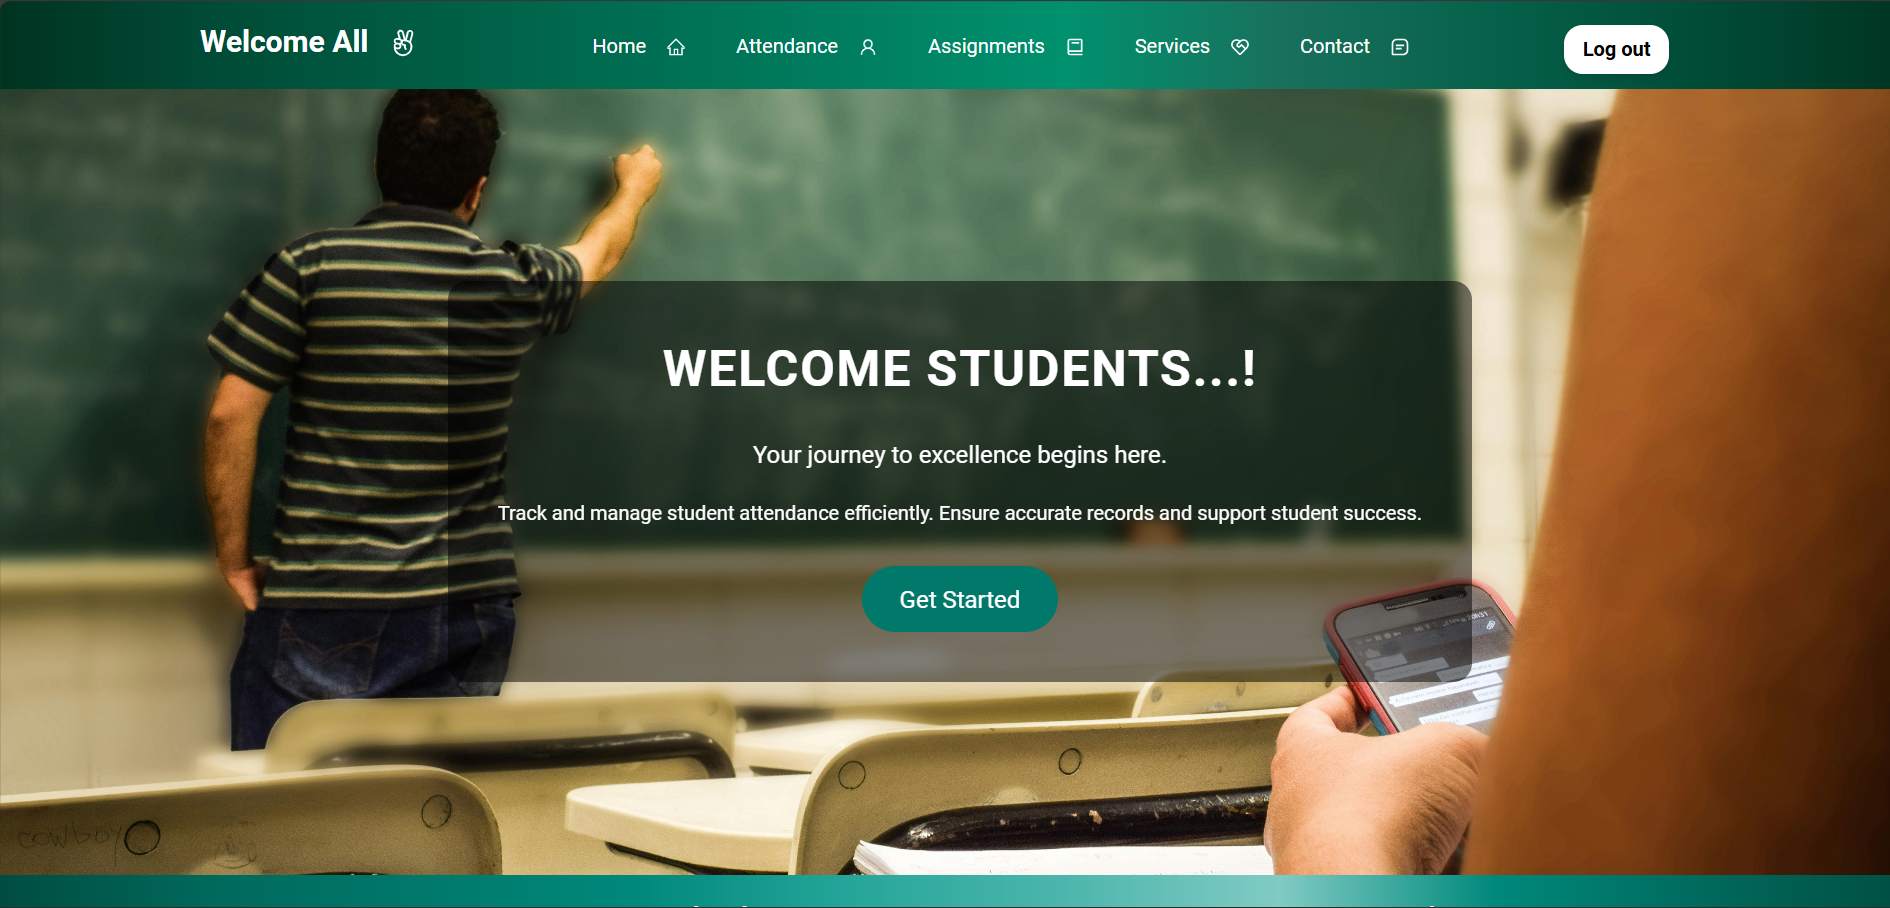 Welcome All
Home
Attendance
Assignments
Services
Contact
Log out
WELCOME STUDENTS...!
Your journey to excellence begins here.
Track and manage student attendance efficiently. Ensure accurate records and support student success.
Get Started
cowboy